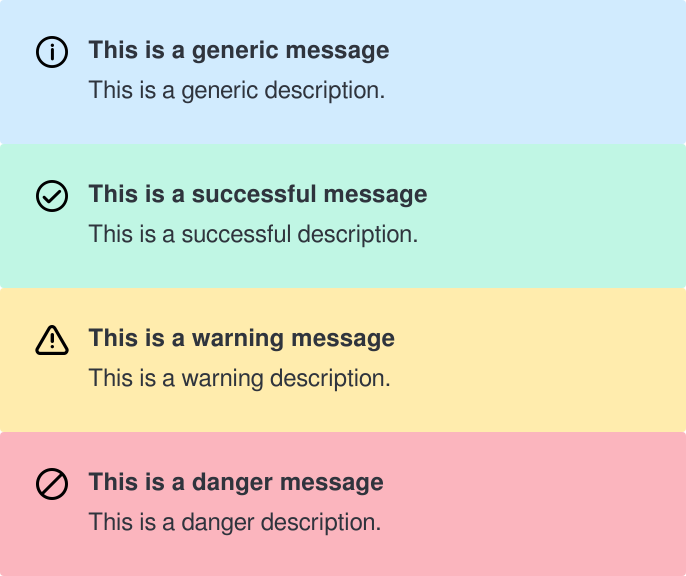 This is a generic message
This is a generic description.
This is a successful message
This is a successful description.
This is a warning message
This is a warning description.
This is a danger message
This is a danger description.